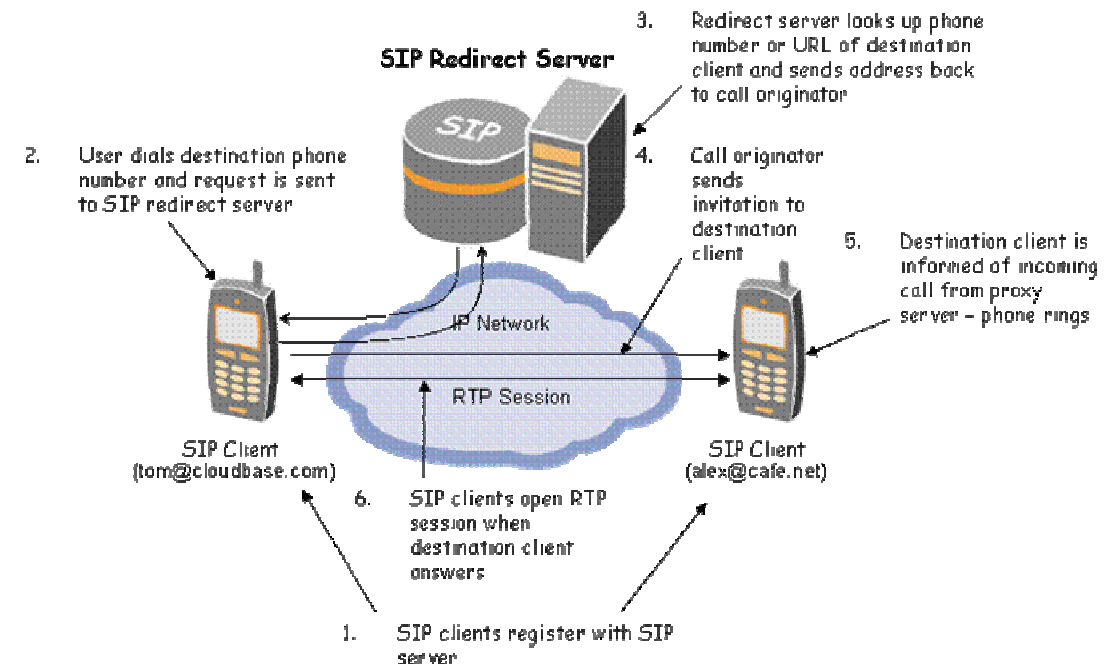 3. Redirect server looks up phone
number or URL of destination
client and sends address back
to call originator
SIP Redirect Server
SIP
2. User dials destination phone
number and request is sent
to SIP redirect server
4. Call originator
sends
invitation to
destination
client
5. Destination client is
informed of incoming
call from proxy
server – phone rings
IP Network
RTP Session
SIP Client
(tom@cloudbase.com)
SIP Client
(alex@cafe.net)
6. SIP clients open RTP
session when
destination client
answers
1. SIP clients register with SIP
server